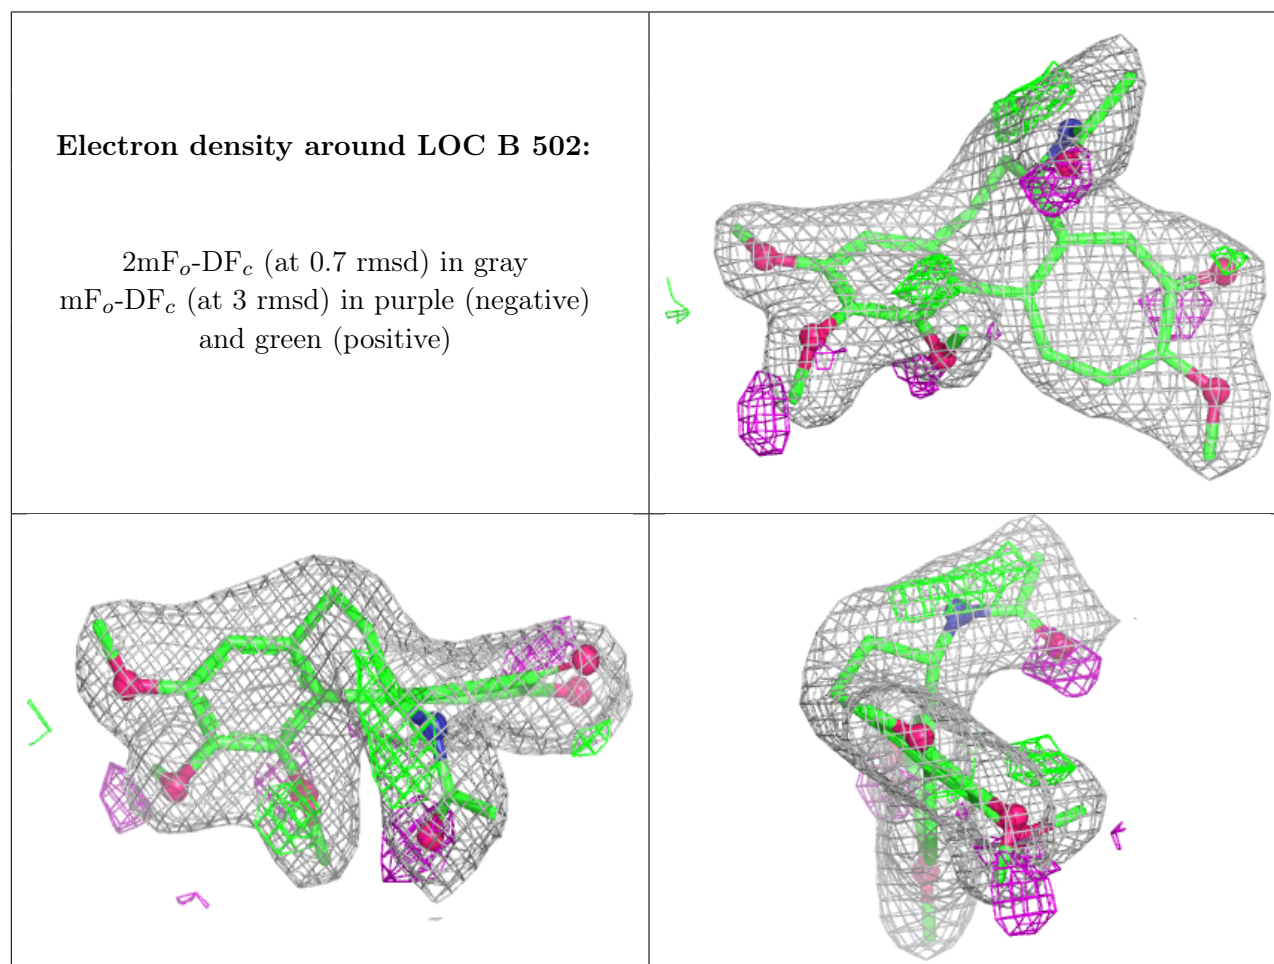 Electron density around LOC B 502:
2mFo-DFc (at 0.7 rmsd) in gray
mFo-DFc (at 3 rmsd) in purple (negative)
and green (positive)